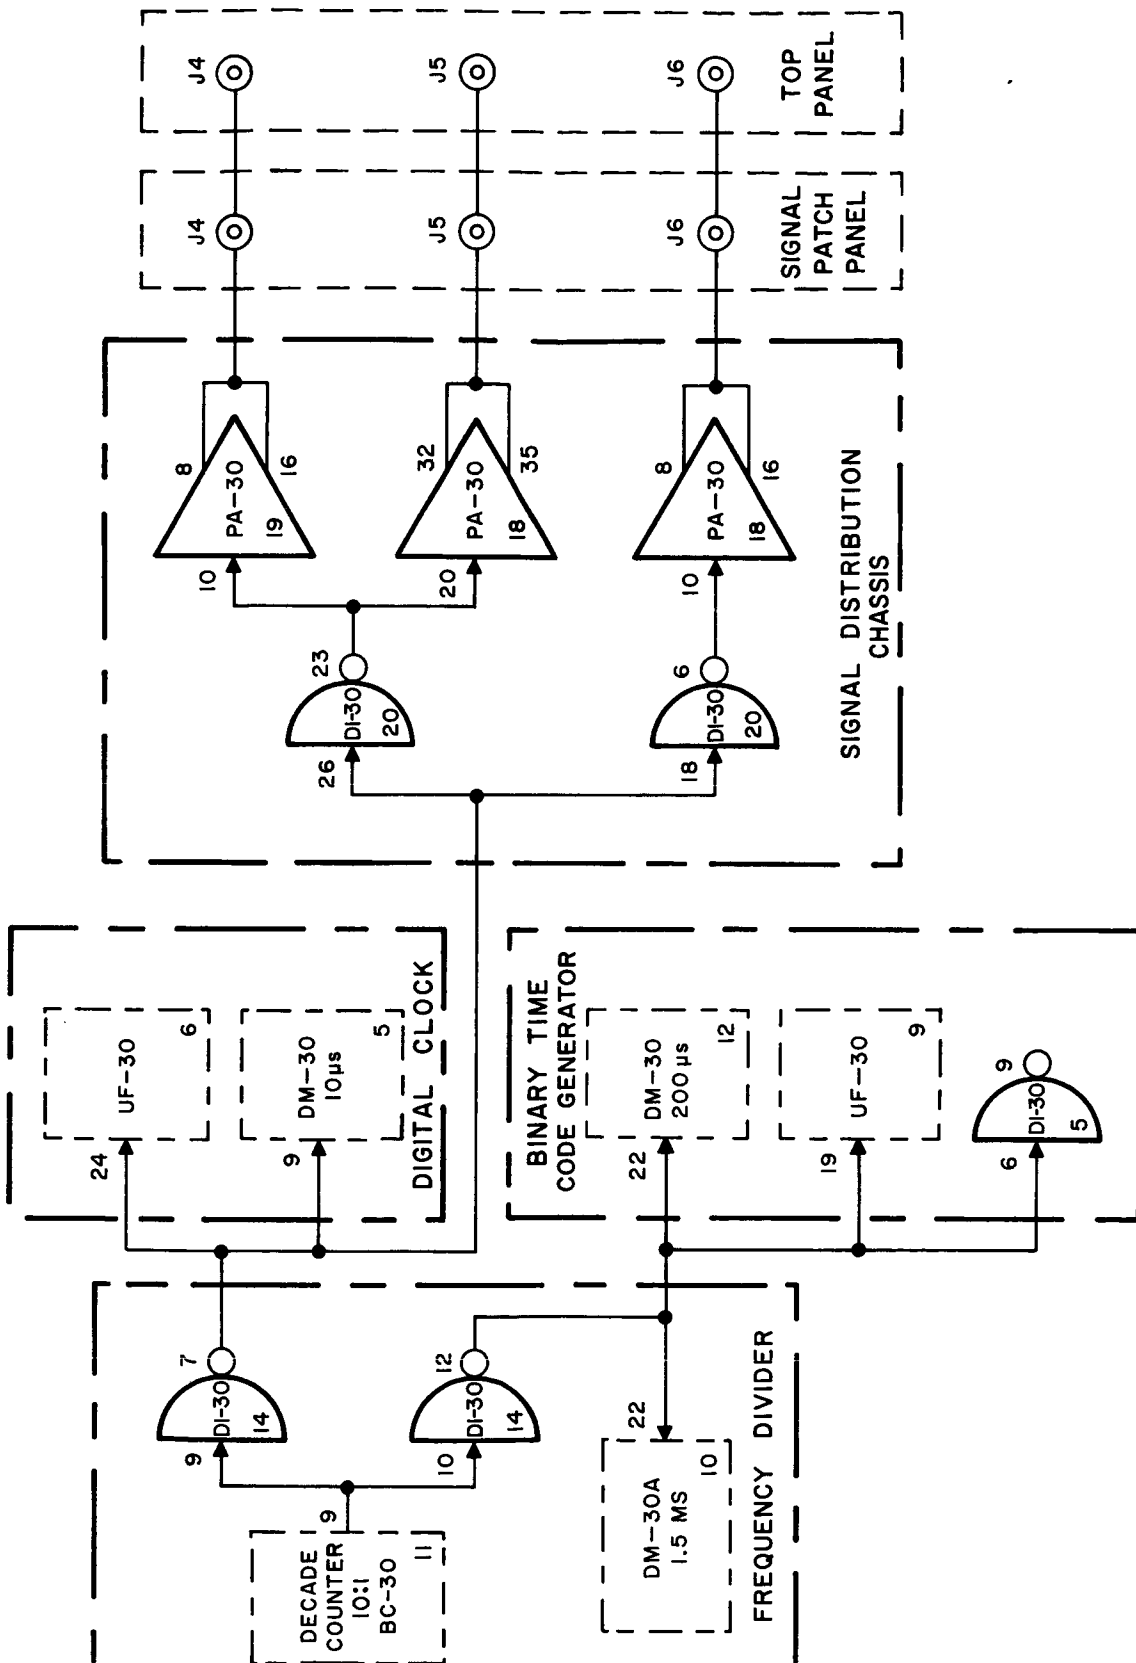 J4
J5
J6
TOP
PANEL
J4
J5
J6
SIGNAL
PATCH
PANEL
8
PA-30
19
16
10
32
PA-30
18
35
20
8
PA-30
18
16
10
23
DI-30
20
26
6
DI-30
20
18
SIGNAL DISTRIBUTION
CHASSIS
UF-30
6
24
DM-30
10µs
5
9
DIGITAL CLOCK
BINARY TIME
CODE GENERATOR
DM-30
200µs
12
22
UF-30
9
19
9
DI-30
5
6
7
DI-30
14
9
12
DI-30
14
10
9
DECADE
COUNTER
10:1
BC-30
11
22
DM-30A
1.5 MS
10
FREQUENCY DIVIDER